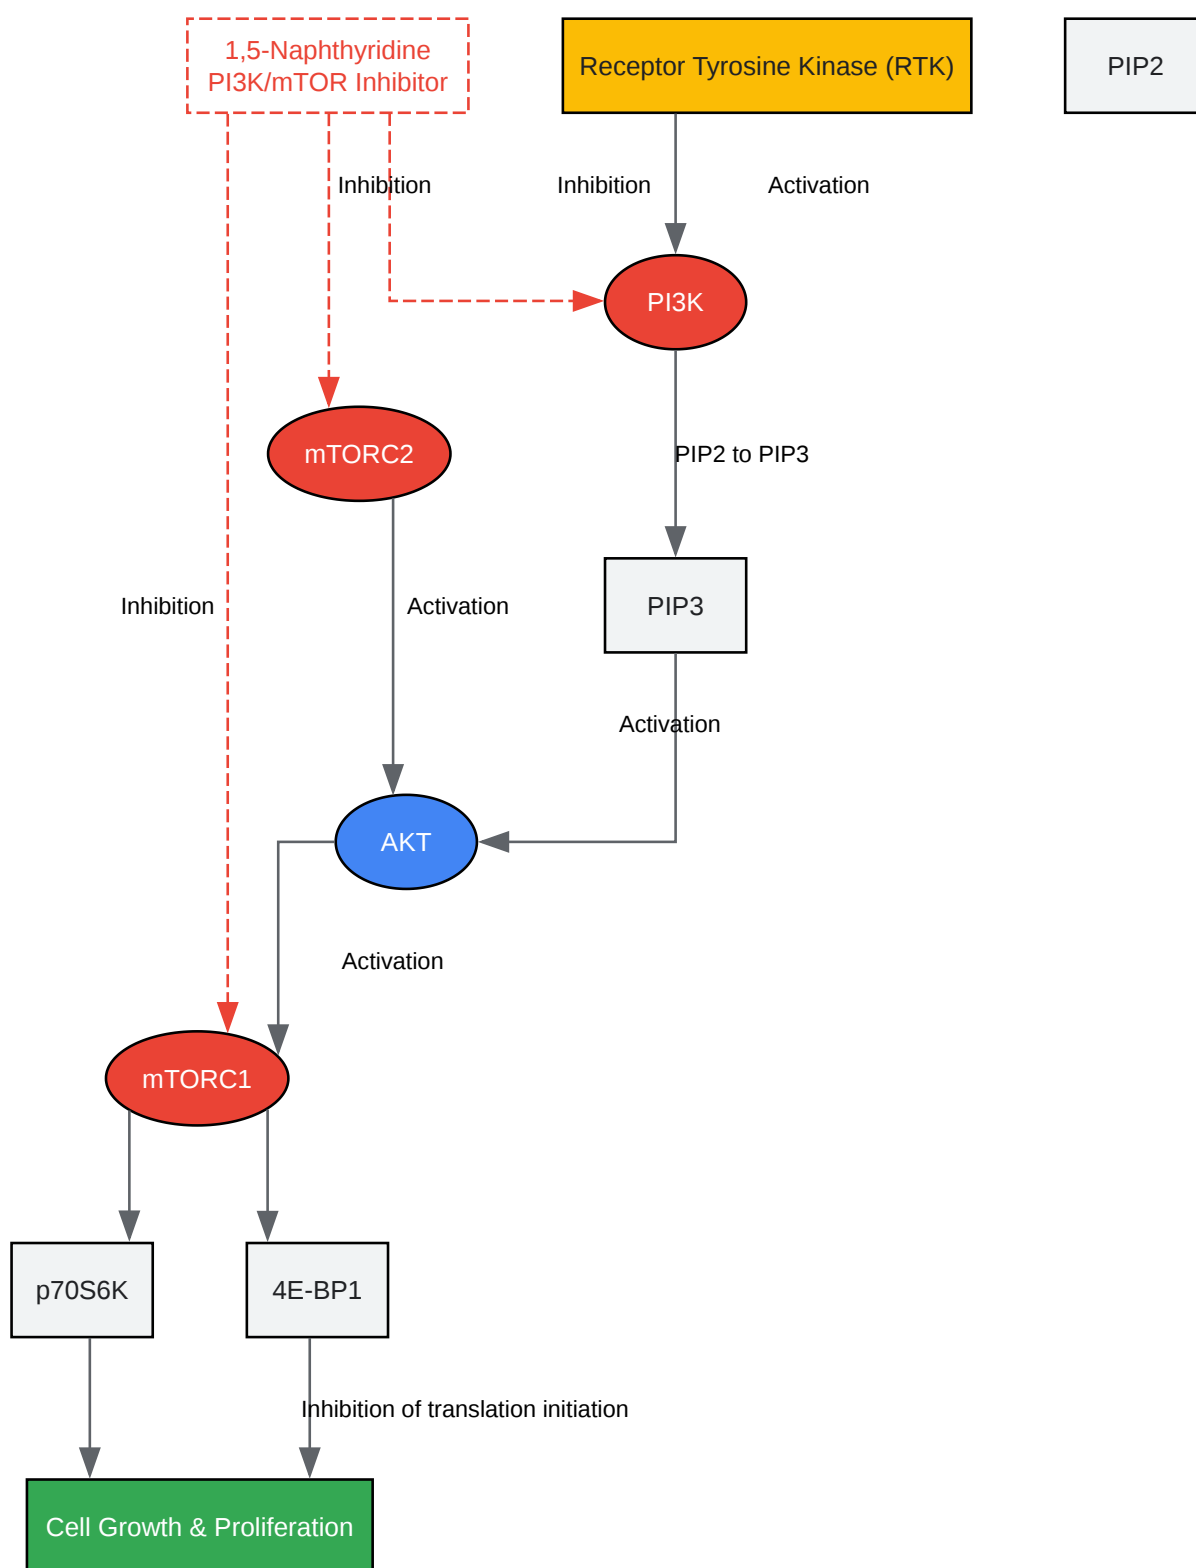 1,5-Naphthyridine
PI3K/mTOR Inhibitor
Receptor Tyrosine Kinase (RTK)
PIP2
Inhibition
Inhibition
Activation
PI3K
mTORC2
PIP2 to PIP3
Inhibition
Activation
PIP3
Activation
AKT
Activation
mTORC1
p70S6K
4E-BP1
Inhibition of translation initiation
Cell Growth & Proliferation